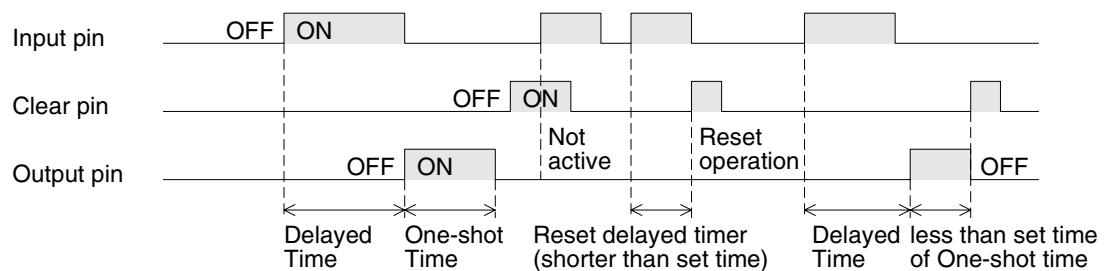 Input pin
OFF ON
Clear pin
OFF ON
Not
active
Reset
operation
Output pin
OFF ON
OFF
Delayed
Time
One-shot
Time
Reset delayed timer
(shorter than set time)
Delayed
Time
less than set time
of One-shot time